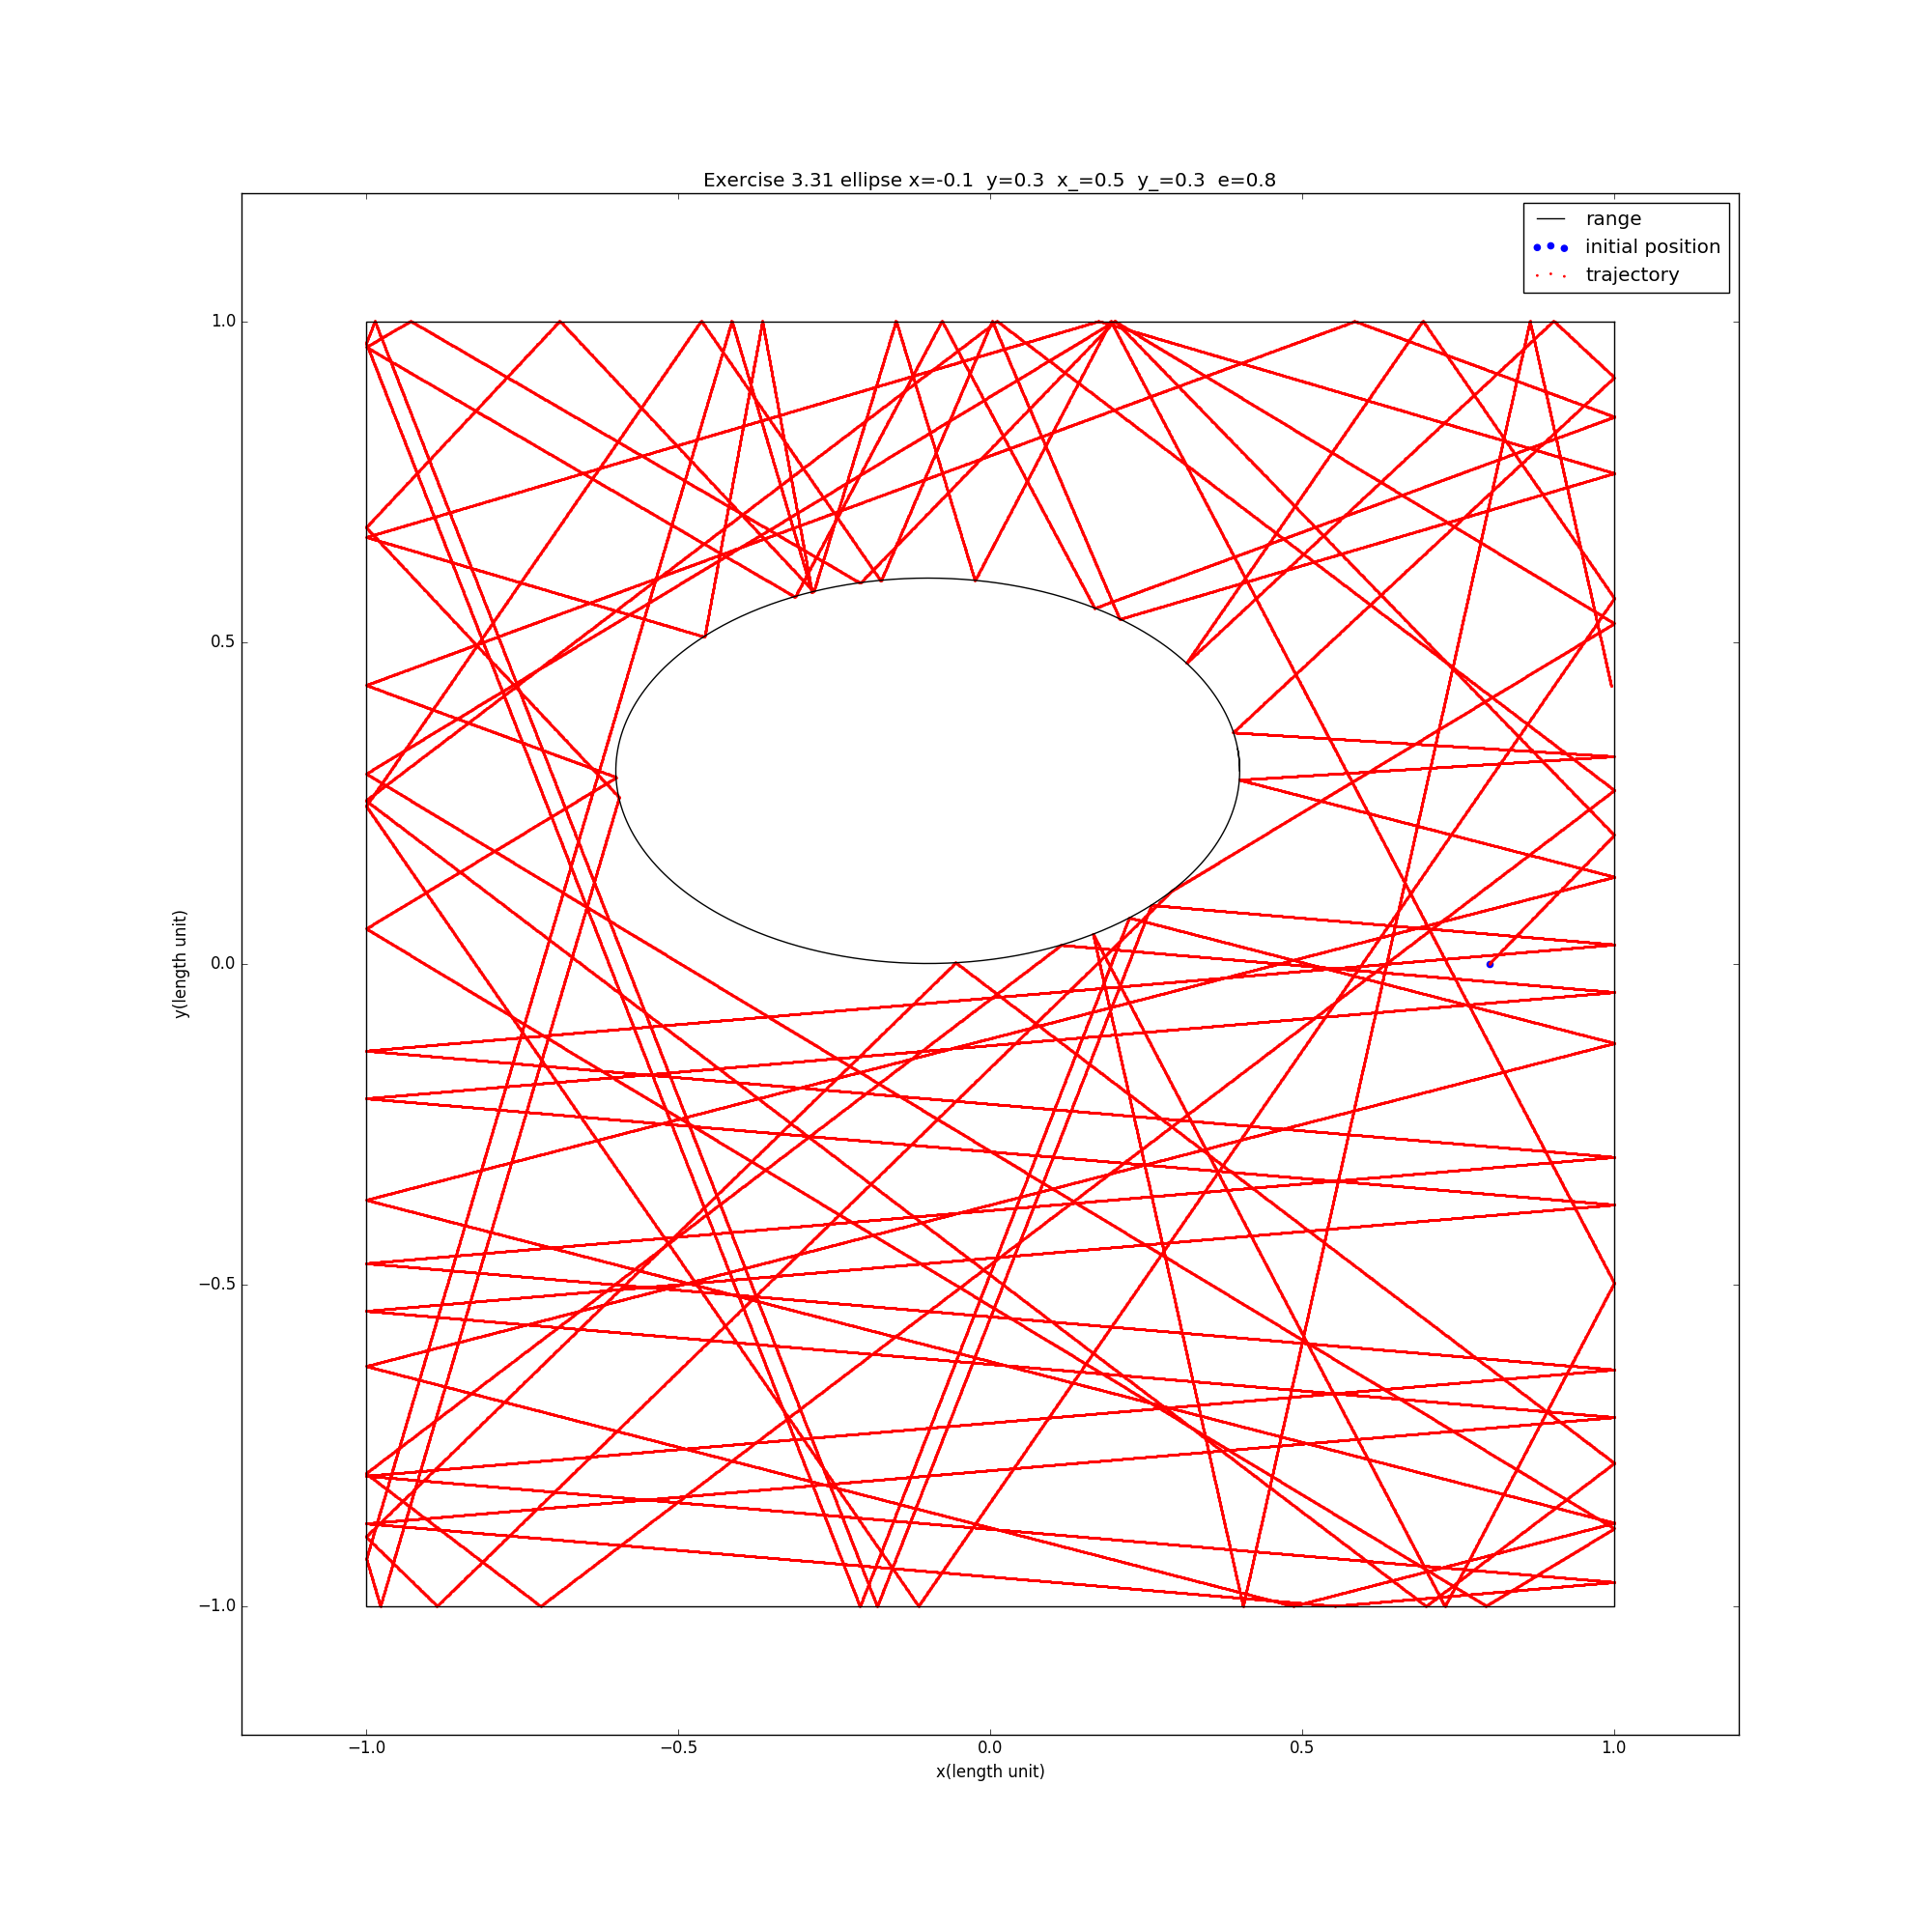 Exercise 3.31 ellipse x=-0.1  y=0.3  x_=0.5  y_=0.3  e=0.8
range
initial position
trajectory
1.0
0.5
0.0
−0.5
−1.0
y(length unit)
−1.0
−0.5
0.0
0.5
1.0
x(length unit)